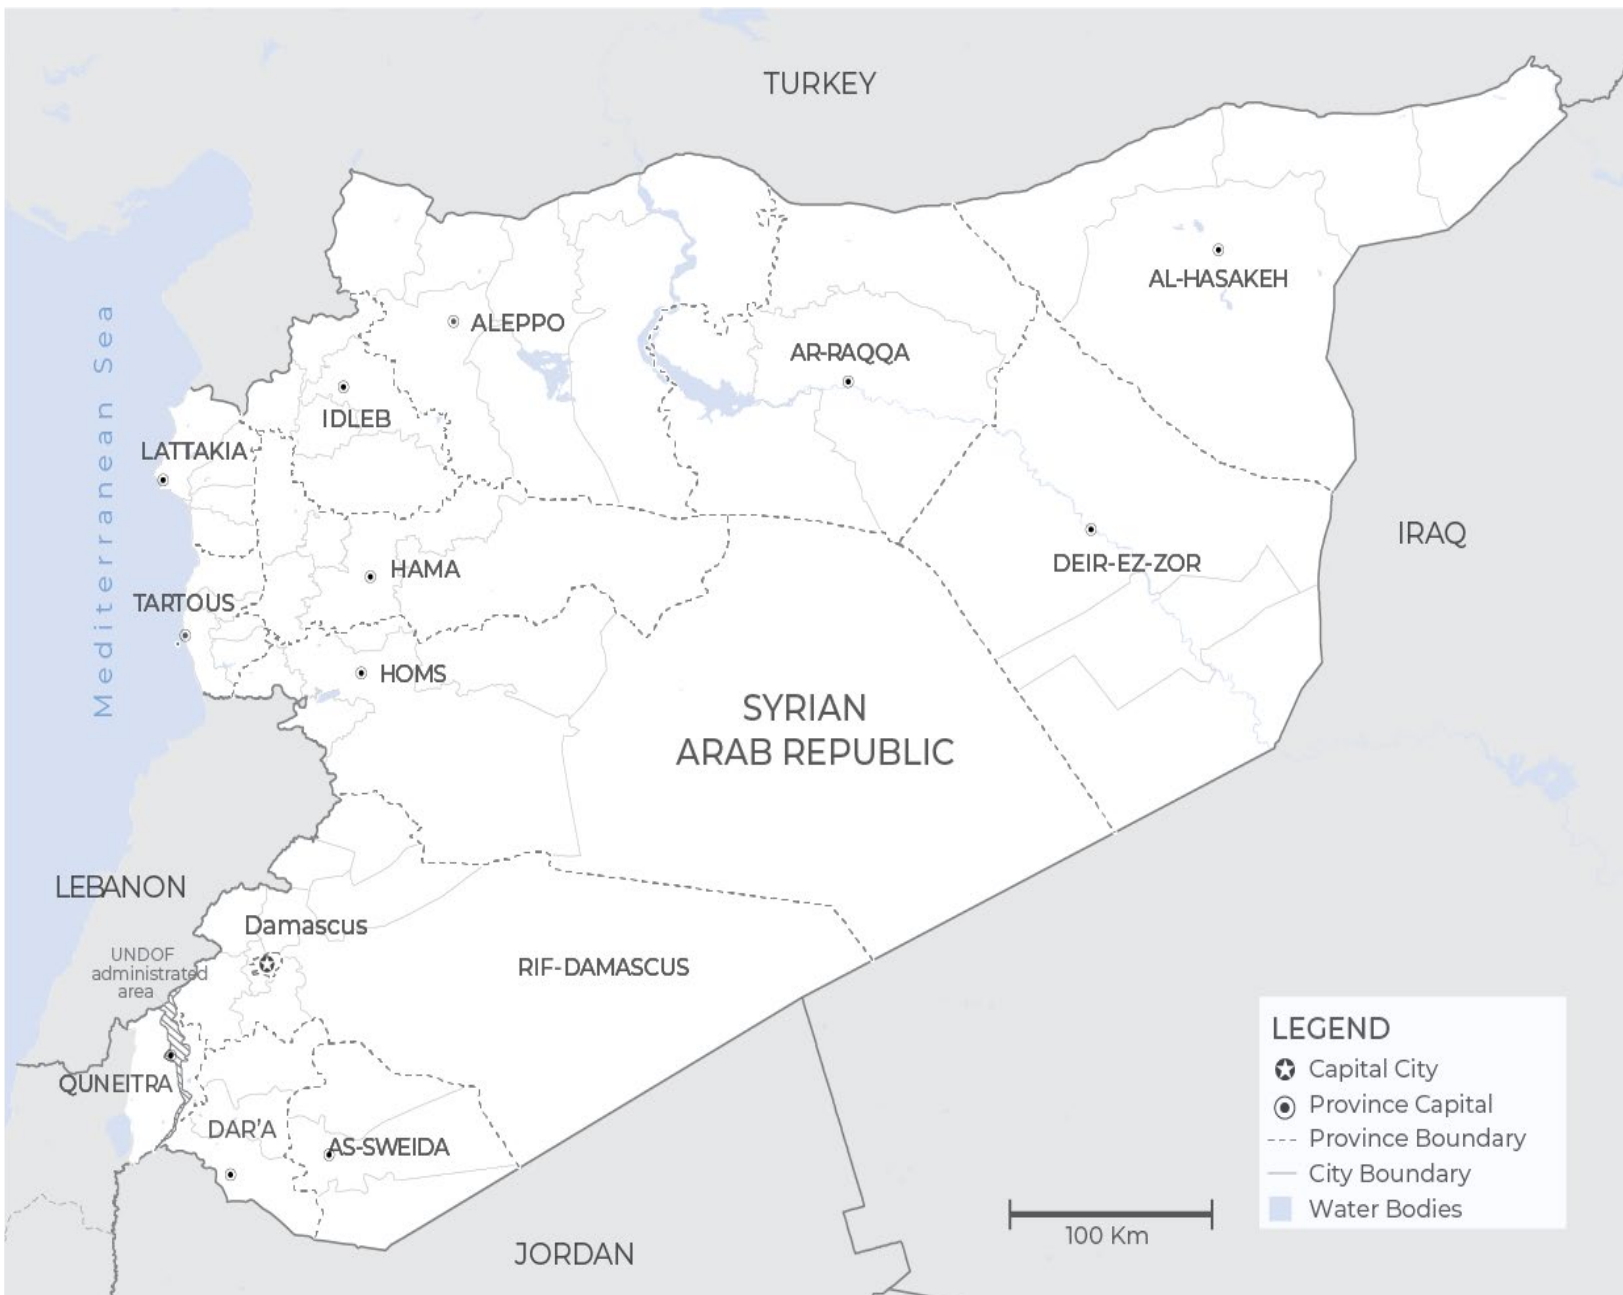 TURKEY
AL-HASAKEH
ALEPPO
AR-RAQQA
IDLEB
LATTAKIA
Mediterranean Sea
IRAQ
DEIR-EZ-ZOR
HAMA
TARTOUS
HOMS
SYRIAN
ARAB REPUBLIC
LEBANON
Damascus
UNDOF
administrated
area
RIF-DAMASCUS
QUNEITRA
DAR'A
AS-SWEIDA
JORDAN
100 Km
LEGEND
Capital City
Province Capital
Province Boundary
City Boundary
Water Bodies